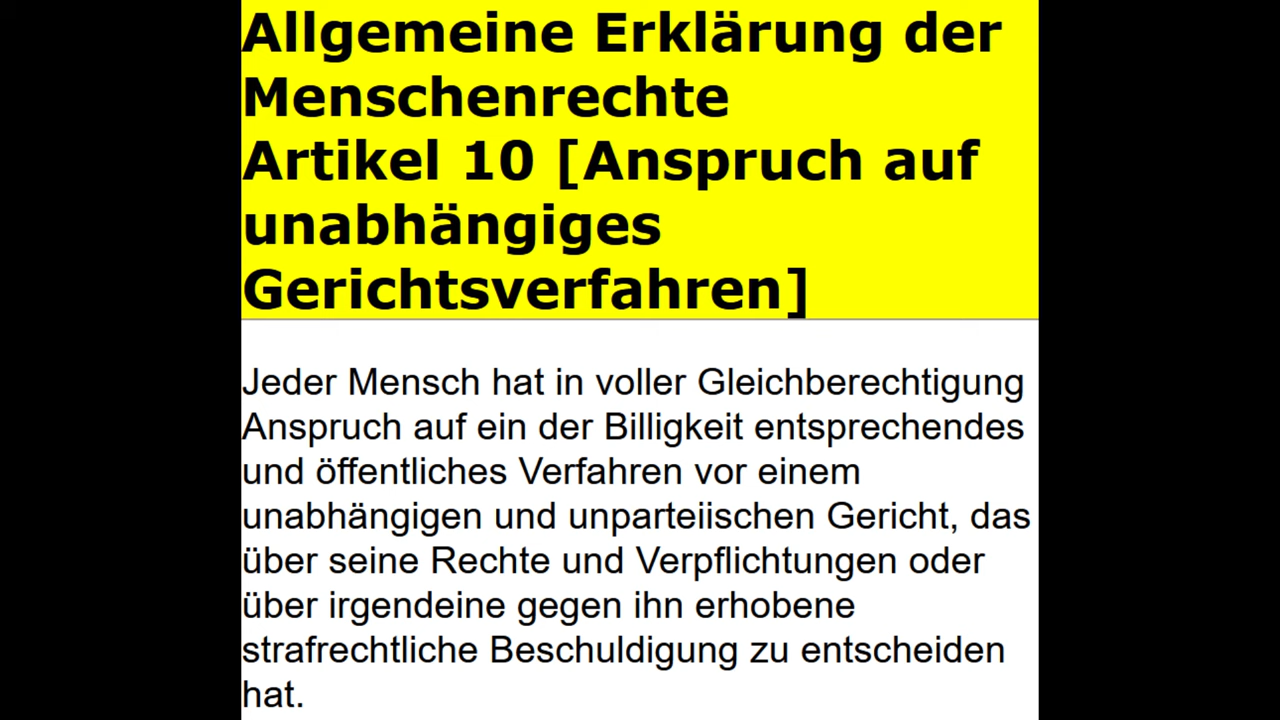 Allgemeine Erklärung der
Menschenrechte
Artikel 10 [Anspruch auf
unabhängiges
Gerichtsverfahren]
Jeder Mensch hat in voller Gleichberechtigung
Anspruch auf ein der Billigkeit entsprechendes
und öffentliches Verfahren vor einem
unabhängigen und unparteiischen Gericht, das
über seine Rechte und Verpflichtungen oder
über irgendeine gegen ihn erhobene
strafrechtliche Beschuldigung zu entscheiden
hat.